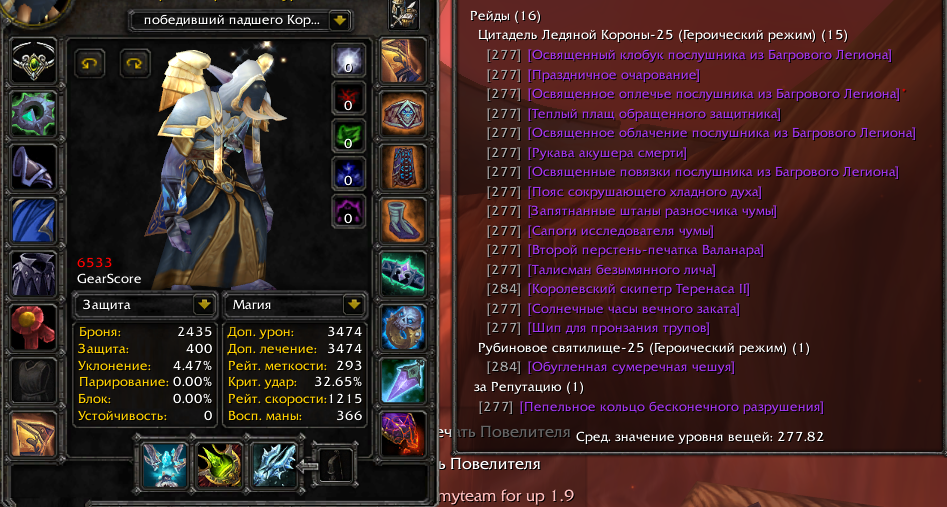 победивший падшего Кор...
0
0
0
0
0
6533
GearScore
Защита
Магия
Броня: 2435
Защита: 400
Уклонение: 4.47%
Парирование: 0.00%
Блок: 0.00%
Устойчивость: 0
Доп. урон: 3474
Доп. лечение: 3474
Рейт. меткости: 293
Крит. удар: 32.65%
Рейт. скорости: 1215
Восп. маны: 366
Рейды (16)
Цитадель Ледяной Короны-25 (Героический режим) (15)
[277] [Освященный клобук послушника из Багрового Легиона]
[277] [Праздничное очарование]
[277] [Освященное оплечье послушника из Багрового Легиона]
[277] [Теплый плащ обращенного защитника]
[277] [Освященное облачение послушника из Багрового Легиона]
[277] [Рукава акушера смерти]
[277] [Освященные повязки послушника из Багрового Легиона]
[277] [Пояс сокрушающего хладного духа]
[277] [Запятнанные штаны разносчика чумы]
[277] [Сапоги исследователя чумы]
[277] [Второй перстень-печатка Валанара]
[277] [Талисман безымянного лича]
[284] [Королевский скипетр Теренаса II]
[277] [Солнечные часы вечного заката]
[277] [Шип для пронзания трупов]
Рубиновое святилище-25 (Героический режим) (1)
[284] [Обугленная сумеречная чешуя]
за Репутацию (1)
[277] [Пепельное кольцо бесконечного разрушения]
ечать Повелителя
Сред. значение уровня вещей: 277.82
ь Повелителя
myteam for up 1.9